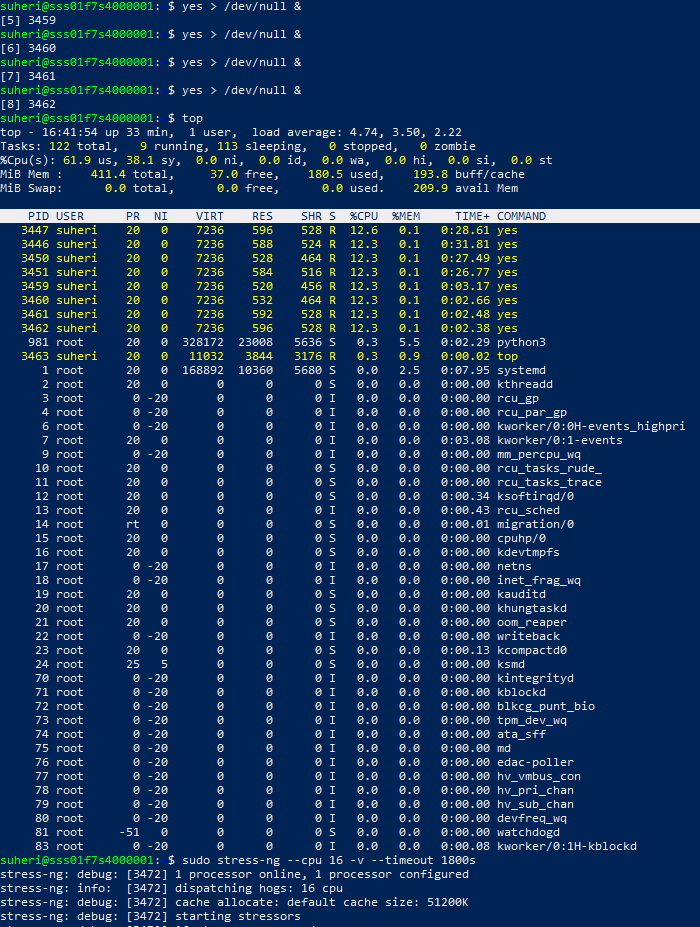 suheri@sss01f7s4000001:~$ yes > /dev/null &
[5] 3459
suheri@sss01f7s4000001:~$ yes > /dev/null &
[6] 3460
suheri@sss01f7s4000001:~$ yes > /dev/null &
[7] 3461
suheri@sss01f7s4000001:~$ yes > /dev/null &
[8] 3462
suheri@sss01f7s4000001:~$ top
top - 16:41:54 up 33 min,  1 user,  load average: 4.74, 3.50, 2.22
Tasks: 122 total,   9 running, 113 sleeping,   0 stopped,   0 zombie
%Cpu(s): 61.9 us, 38.1 sy,  0.0 ni,  0.0 id,  0.0 wa,  0.0 hi,  0.0 si,  0.0 st
MiB Mem :    411.4 total,     37.0 free,    180.5 used,    193.8 buff/cache
MiB Swap:      0.0 total,      0.0 free,      0.0 used.    209.9 avail Mem
PID USER PR NI VIRT RES SHR S %CPU %MEM TIME+ COMMAND
3447 suheri 20 0 7236 596 528 R 12.6 0.1 0:28.61 yes
3446 suheri 20 0 7236 588 524 R 12.3 0.1 0:31.81 yes
3450 suheri 20 0 7236 528 464 R 12.3 0.1 0:27.49 yes
3451 suheri 20 0 7236 584 516 R 12.3 0.1 0:26.77 yes
3459 suheri 20 0 7236 520 456 R 12.3 0.1 0:03.17 yes
3460 suheri 20 0 7236 532 464 R 12.3 0.1 0:02.66 yes
3461 suheri 20 0 7236 592 528 R 12.3 0.1 0:02.48 yes
3462 suheri 20 0 7236 596 528 R 12.3 0.1 0:02.38 yes
981 root 20 0 328172 23008 5636 S 0.3 5.5 0:02.29 python3
3463 suheri 20 0 11032 3844 3176 R 0.3 0.9 0:00.02 top
1 root 20 0 168892 10360 5680 S 0.0 2.5 0:07.95 systemd
2 root 20 0 0 0 0 S 0.0 0.0 0:00.00 kthreadd
3 root 0 -20 0 0 0 I 0.0 0.0 0:00.00 rcu_gp
4 root 0 -20 0 0 0 I 0.0 0.0 0:00.00 rcu_par_gp
6 root 0 -20 0 0 0 I 0.0 0.0 0:00.00 kworker/0:0H-events_highpri
7 root 20 0 0 0 0 I 0.0 0.0 0:03.08 kworker/0:1-events
9 root 0 -20 0 0 0 I 0.0 0.0 0:00.00 mm_percpu_wq
10 root 20 0 0 0 0 S 0.0 0.0 0:00.00 rcu_tasks_rude_
11 root 20 0 0 0 0 S 0.0 0.0 0:00.00 rcu_tasks_trace
12 root 20 0 0 0 0 S 0.0 0.0 0:00.34 ksoftirqd/0
13 root 20 0 0 0 0 I 0.0 0.0 0:00.43 rcu_sched
14 root rt 0 0 0 0 S 0.0 0.0 0:00.01 migration/0
15 root 20 0 0 0 0 S 0.0 0.0 0:00.00 cpuhp/0
16 root 20 0 0 0 0 S 0.0 0.0 0:00.00 kdevtmpfs
17 root 0 -20 0 0 0 I 0.0 0.0 0:00.00 netns
18 root 0 -20 0 0 0 I 0.0 0.0 0:00.00 inet_frag_wq
19 root 20 0 0 0 0 S 0.0 0.0 0:00.00 kauditd
20 root 20 0 0 0 0 S 0.0 0.0 0:00.00 khungtaskd
21 root 20 0 0 0 0 S 0.0 0.0 0:00.00 oom_reaper
22 root 0 -20 0 0 0 I 0.0 0.0 0:00.00 writeback
23 root 20 0 0 0 0 S 0.0 0.0 0:00.13 kcompactd0
24 root 25 5 0 0 0 S 0.0 0.0 0:00.00 ksmd
70 root 0 -20 0 0 0 I 0.0 0.0 0:00.00 kintegrityd
71 root 0 -20 0 0 0 I 0.0 0.0 0:00.00 kblockd
72 root 0 -20 0 0 0 I 0.0 0.0 0:00.00 blkcg_punt_bio
73 root 0 -20 0 0 0 I 0.0 0.0 0:00.00 tpm_dev_wq
74 root 0 -20 0 0 0 I 0.0 0.0 0:00.00 ata_sff
75 root 0 -20 0 0 0 I 0.0 0.0 0:00.00 md
76 root 0 -20 0 0 0 I 0.0 0.0 0:00.00 edac-poller
77 root 0 -20 0 0 0 I 0.0 0.0 0:00.00 hv_vmbus_con
78 root 0 -20 0 0 0 I 0.0 0.0 0:00.00 hv_pri_chan
79 root 0 -20 0 0 0 I 0.0 0.0 0:00.00 hv_sub_chan
80 root 0 -20 0 0 0 I 0.0 0.0 0:00.00 devfreq_wq
81 root -51 0 0 0 0 S 0.0 0.0 0:00.00 watchdogd
83 root 0 -20 0 0 0 I 0.0 0.0 0:00.08 kworker/0:1H-kblockd
suheri@sss01f7s4000001:~$ sudo stress-ng --cpu 16 -v --timeout 1800s
stress-ng: debug: [3472] 1 processor online, 1 processor configured
stress-ng: info:  [3472] dispatching hogs: 16 cpu
stress-ng: debug: [3472] cache allocate: default cache size: 51200K
stress-ng: debug: [3472] starting stressors